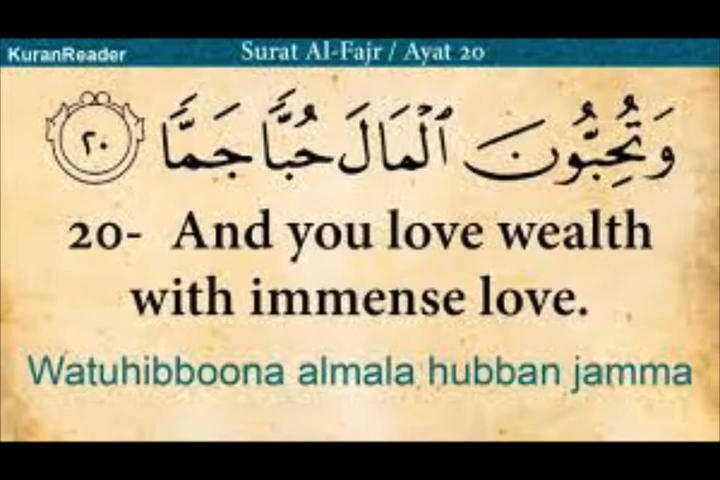 KuranReader
Surat Al-Fajr / Ayat 20
وَتُحِبُّونَ ٱلْمَالَ حُبًّا جَمًّا ٢٠
20- And you love wealth
with immense love.
Watuhibboona almala hubban jamma